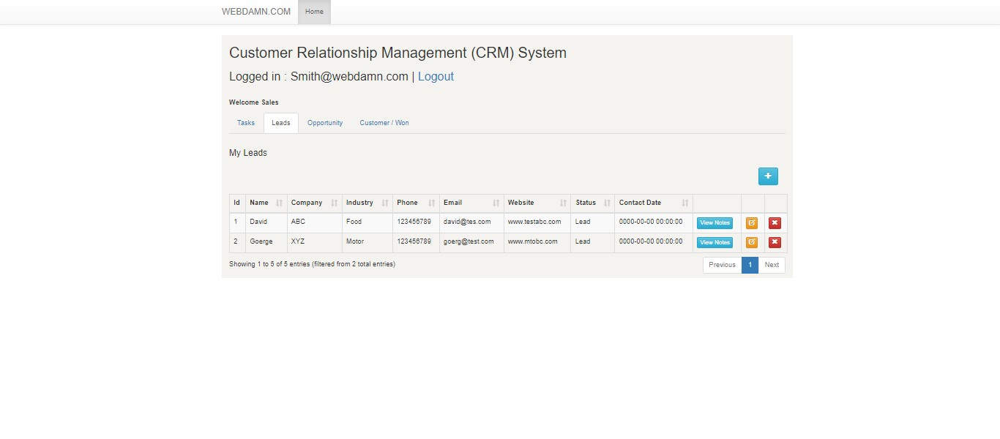 WEBDAMN.COM Home
Customer Relationship Management (CRM) System
Logged in : Smith@webdamn.com | Logout
Welcome Sales
Tasks Leads Opportunity Customer / Won
My Leads
+
Id Name Company Industry Phone Email Website Status Contact Date
1 David ABC Food 123456789 david@tes.com www.testabc.com Lead 0000-00-00 00:00:00 View Notes
2 Goerge XYZ Motor 123456789 goerg@test.com www.mtobc.com Lead 0000-00-00 00:00:00 View Notes
Showing 1 to 5 of 5 entries (filtered from 2 total entries) Previous 1 Next